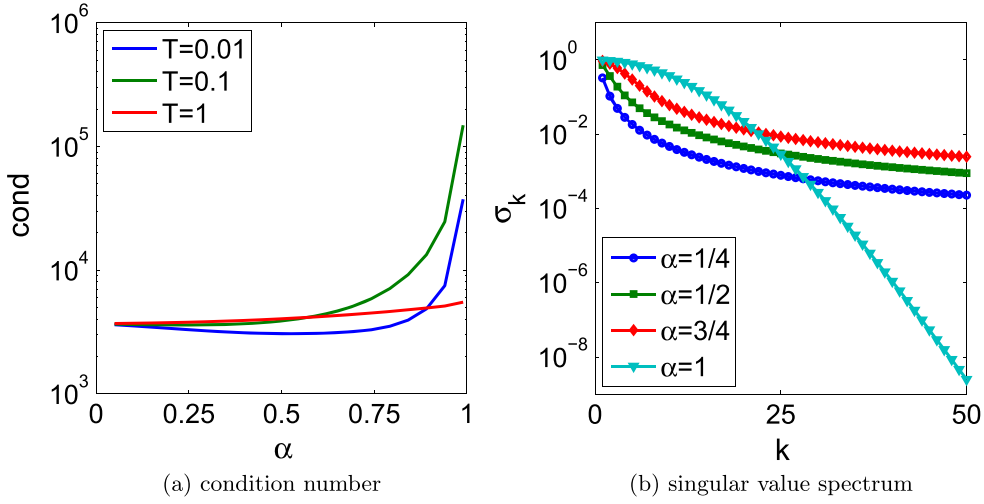 10^6
10^5
10^4
10^3
cond
T=0.01
T=0.1
T=1
0 0.25 0.5 0.75 1
α
(a) condition number
10^0
10^-2
10^-4
10^-6
10^-8
σ_k
α=1/4
α=1/2
α=3/4
α=1
0 25 50
k
(b) singular value spectrum